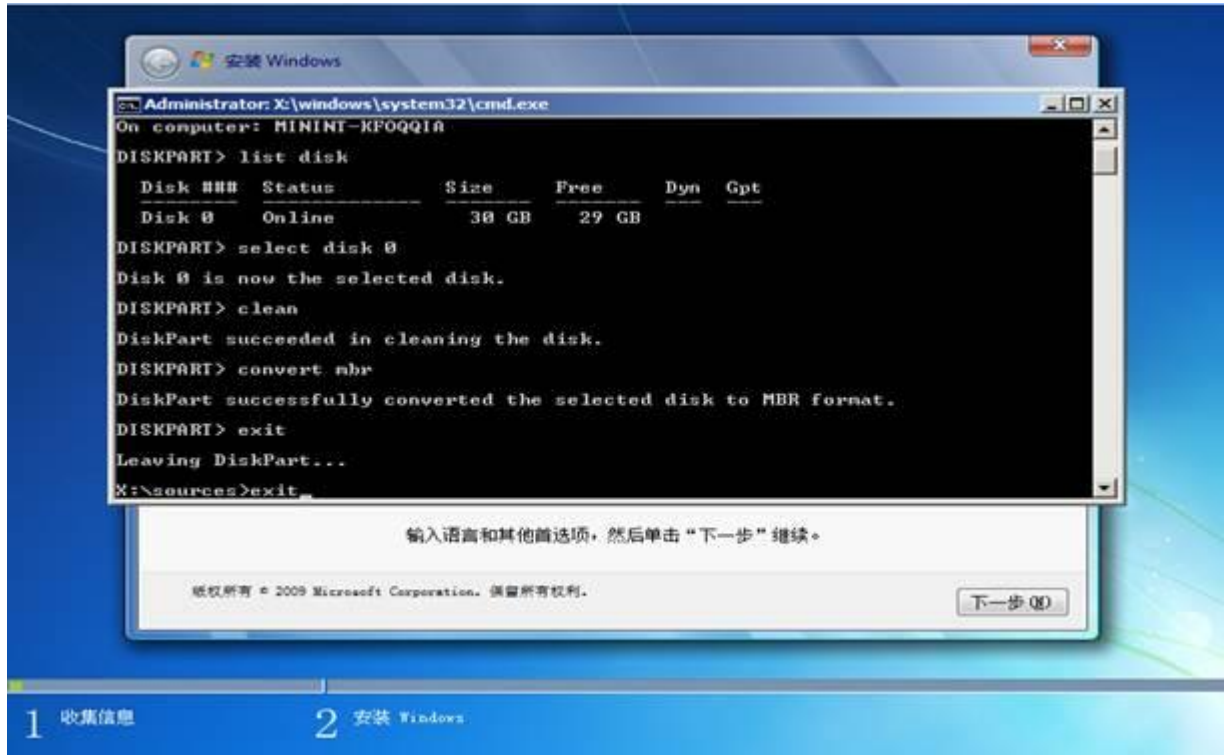 安装 Windows
Administrator: X:\windows\system32\cmd.exe
On computer: MININT-KFOQQIA
DISKPART> list disk
Disk ### Status Size Free Dyn Gpt
Disk 0 Online 30 GB 29 GB
DISKPART> select disk 0
Disk 0 is now the selected disk.
DISKPART> clean
DiskPart succeeded in cleaning the disk.
DISKPART> convert mbr
DiskPart successfully converted the selected disk to MBR format.
DISKPART> exit
Leaving DiskPart...
X:\sources>exit_
输入语言和其他首选项，然后单击“下一步”继续。
版权所有 © 2009 Microsoft Corporation。保留所有权利。
下一步(N)
1 收集信息
2 安装 Windows